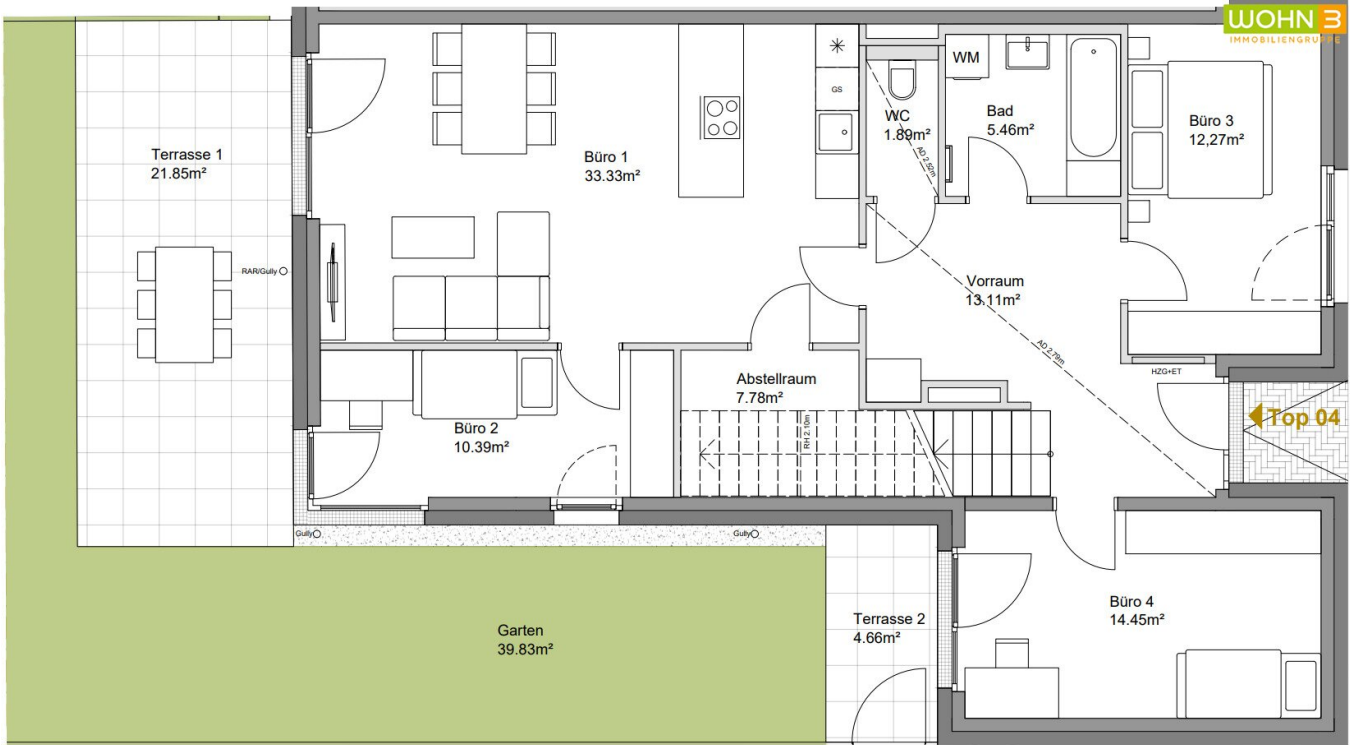 WOHN 3
IMMOBILIENGRUPPE
Terrasse 1
21.85m²
RAR/Gully
Büro 1
33.33m²
GS
WC
1.89m²
AD 2.52m
WM
Bad
5.46m²
Büro 3
12,27m²
Vorraum
13.11m²
AD 2.79m
HZG+ET
Top 04
Abstellraum
7.78m²
RH 2.10m
Büro 2
10.39m²
Gully
Gully
Garten
39.83m²
Terrasse 2
4.66m²
Büro 4
14.45m²